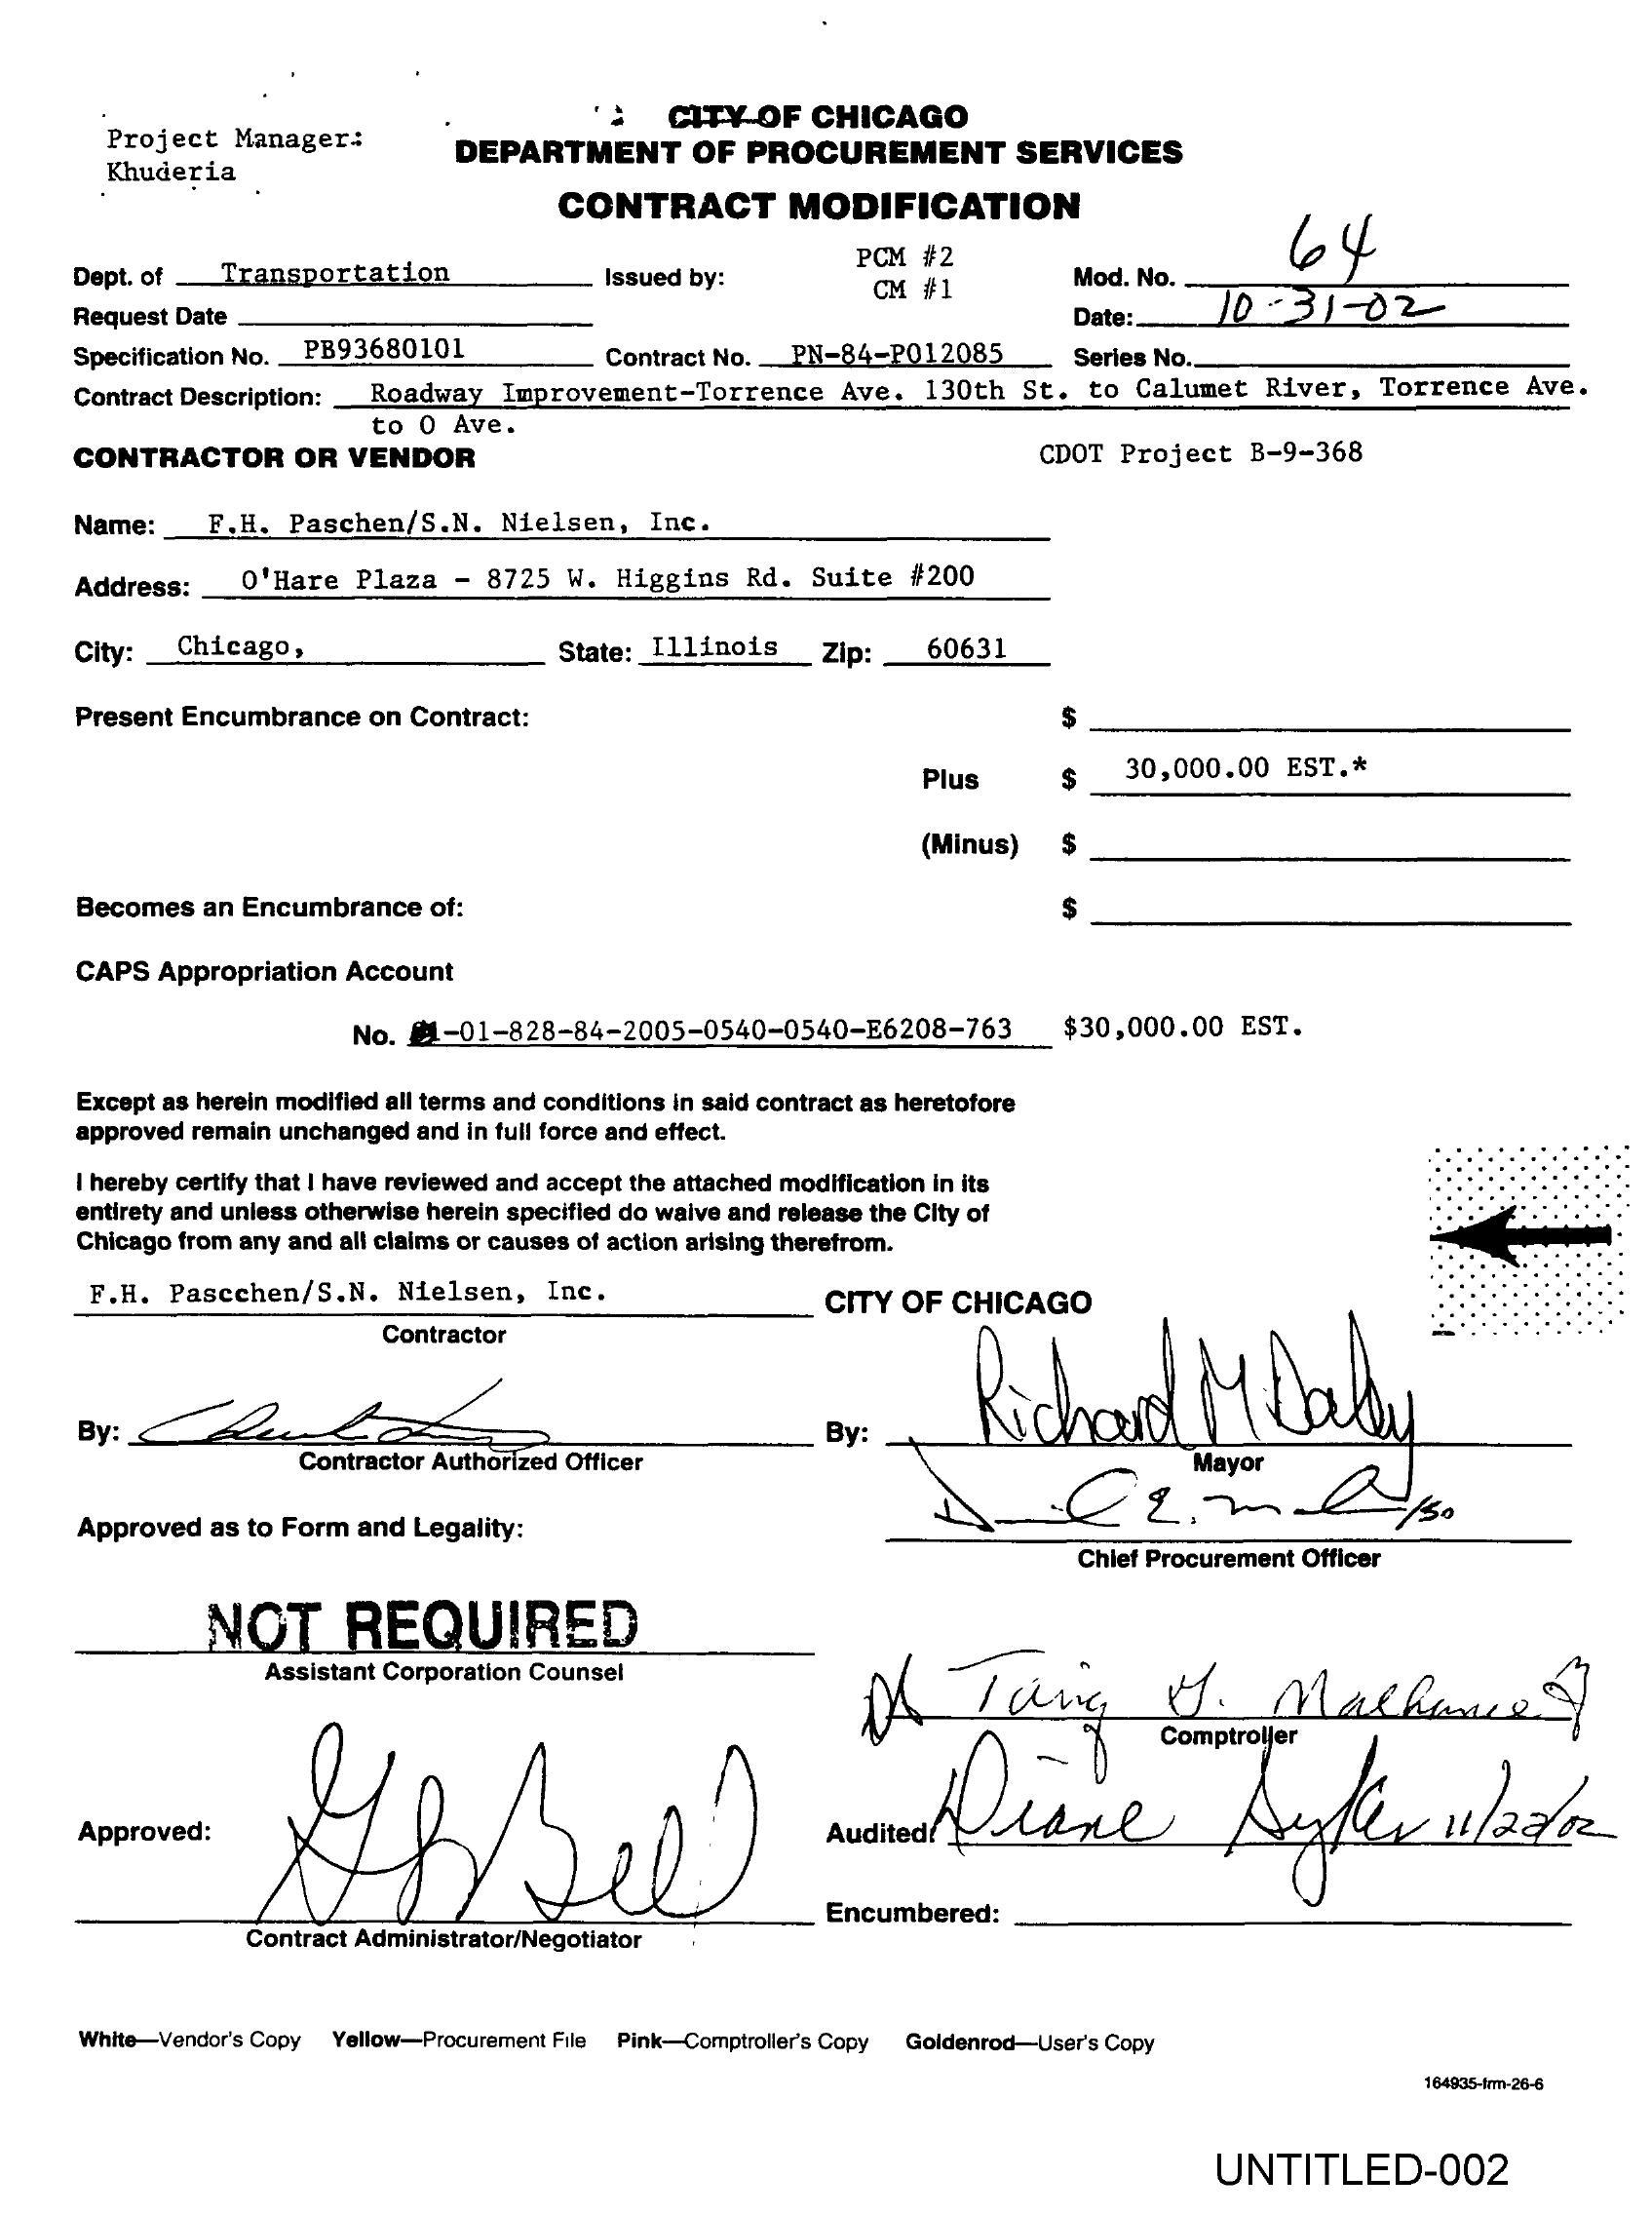 Project Manager:
Khuderia
CITY OF CHICAGO
DEPARTMENT OF PROCUREMENT SERVICES
CONTRACT MODIFICATION
Dept. of Transportation Issued by: PCM #2 Mod. No. 64
CM #1
Request Date Date: 10-31-02
Specification No. PB93680101 Contract No. PN-84-P012085 Series No.
Contract Description: Roadway Improvement-Torrence Ave. 130th St. to Calumet River, Torrence Ave.
to O Ave.
CONTRACTOR OR VENDOR CDOT Project B-9-368
Name: F.H. Paschen/S.N. Nielsen, Inc.
Address: O'Hare Plaza - 8725 W. Higgins Rd. Suite #200
City: Chicago, State: Illinois Zip: 60631
Present Encumbrance on Contract: $
Plus $ 30,000.00 EST.*
(Minus) $
Becomes an Encumbrance of: $
CAPS Appropriation Account
No. -01-828-84-2005-0540-0540-E6208-763 $30,000.00 EST.
Except as herein modified all terms and conditions in said contract as heretofore
approved remain unchanged and in full force and effect.
I hereby certify that I have reviewed and accept the attached modification in its
entirety and unless otherwise herein specified do waive and release the City of
Chicago from any and all claims or causes of action arising therefrom.
F.H. Pascchen/S.N. Nielsen, Inc. CITY OF CHICAGO
Contractor
By: By: Richard M Daley
Contractor Authorized Officer Mayor
Approved as to Form and Legality:
Chief Procurement Officer
NOT REQUIRED
Assistant Corporation Counsel
Comptroller
Approved: Audited: Diane 11/22/02
Encumbered:
Contract Administrator/Negotiator
White—Vendor's Copy Yellow—Procurement File Pink—Comptroller's Copy Goldenrod—User's Copy
164935-frm-26-6
UNTITLED-002